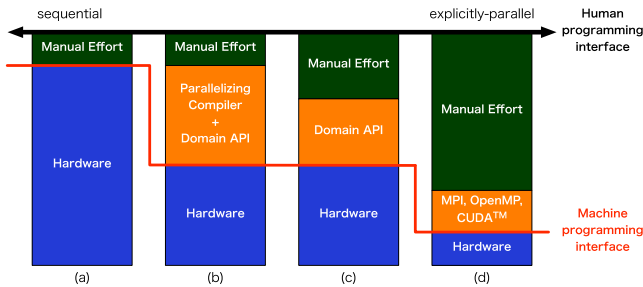 sequential
explicitly-parallel
Human
programming
interface
Manual Effort
Hardware
Manual Effort
Parallelizing
Compiler
+
Domain API
Hardware
Manual Effort
Domain API
Hardware
Manual Effort
MPI, OpenMP,
CUDA™
Hardware
Machine
programming
interface
(a)
(b)
(c)
(d)